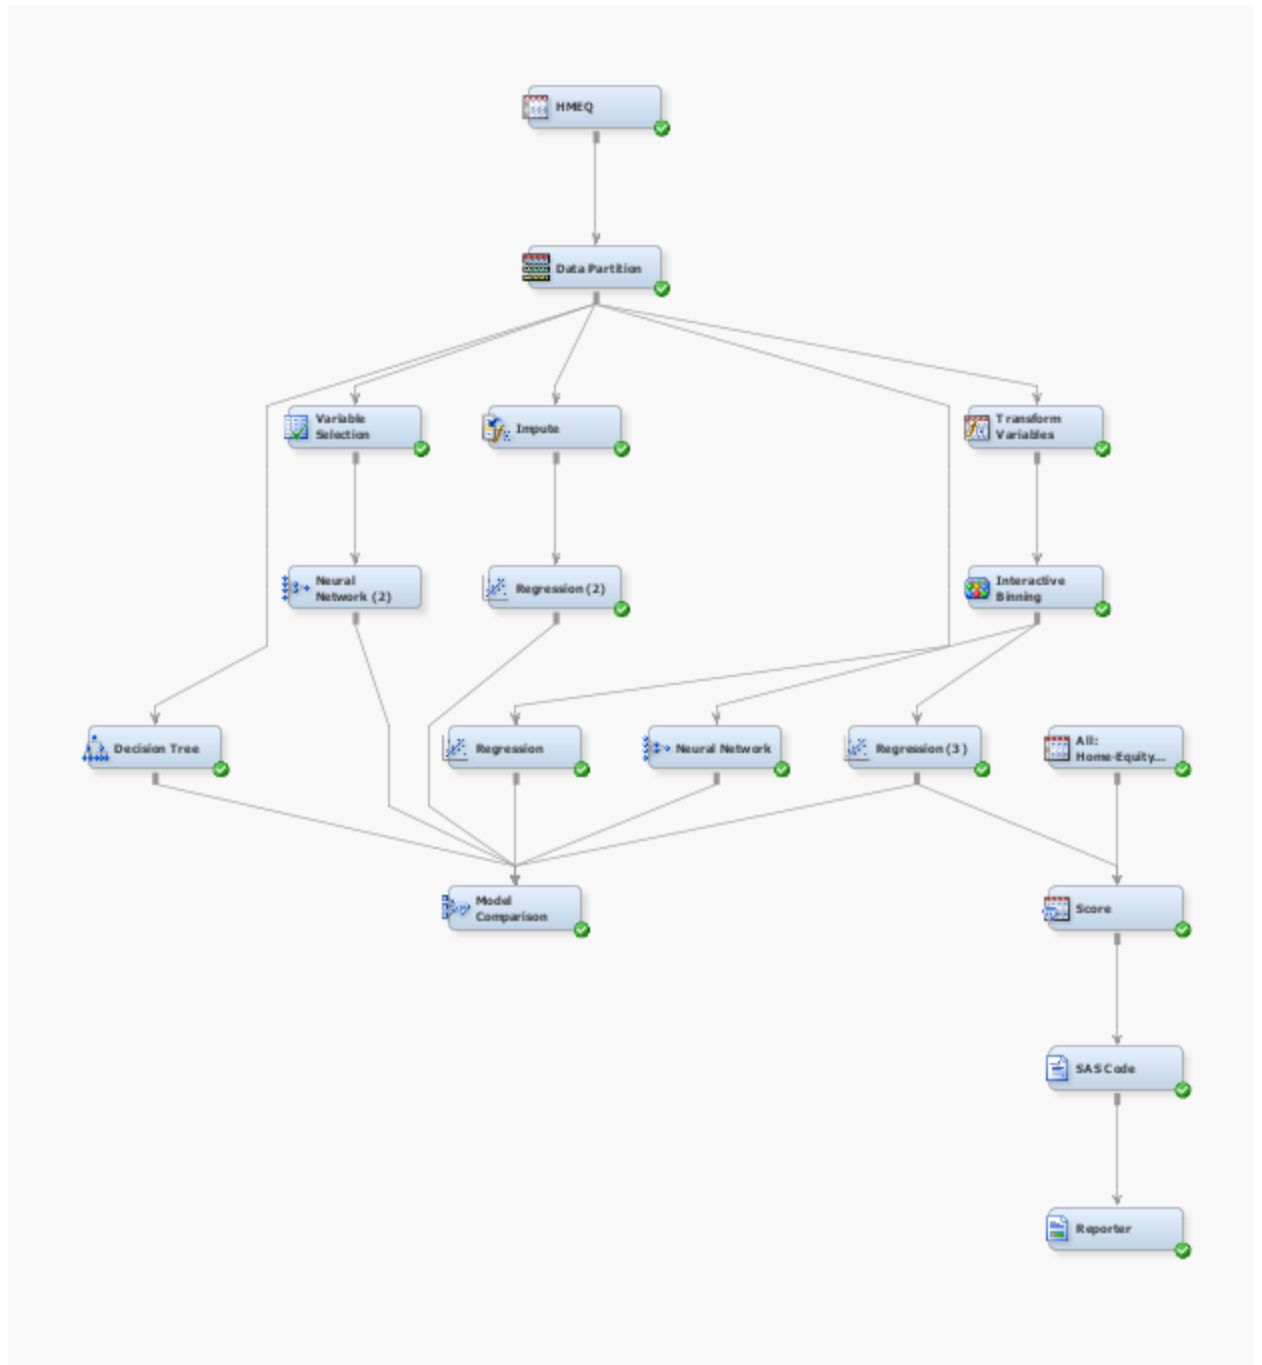 HMEQ
Data Partition
Variable
Selection
Impute
Transform
Variables
Neural
Network (2)
Regression (2)
Interactive
Binning
Decision Tree
Regression
Neural Network
Regression (3)
All:
Home-Equity...
Model
Comparison
Score
SAS Code
Reporter